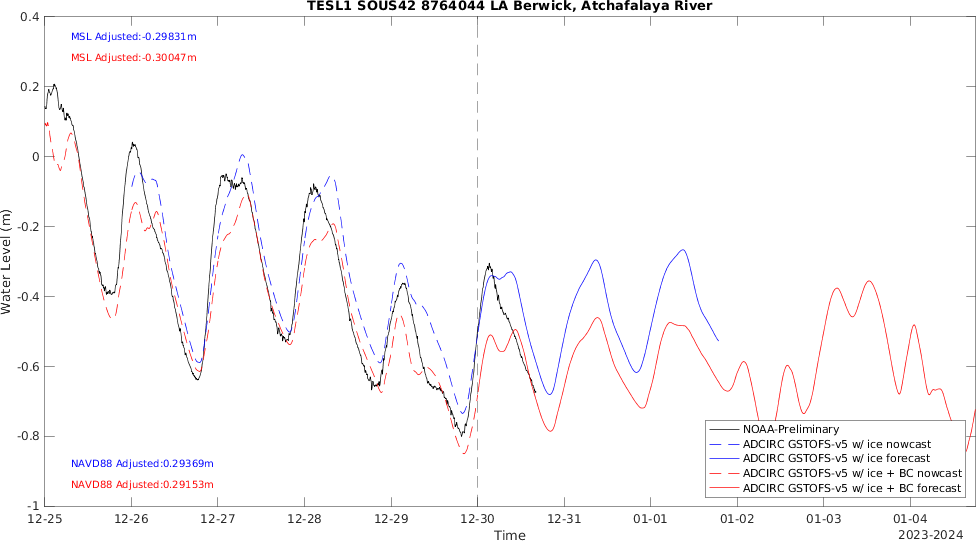 TESL1 SOUS42 8764044 LA Berwick, Atchafalaya River
MSL Adjusted:-0.29831m
MSL Adjusted:-0.30047m
0.4
0.2
0
-0.2
-0.4
-0.6
-0.8
-1
Water Level (m)
NAVD88 Adjusted:0.29369m
NAVD88 Adjusted:0.29153m
NOAA-Preliminary
ADCIRC GSTOFS-v5 w/ ice nowcast
ADCIRC GSTOFS-v5 w/ ice forecast
ADCIRC GSTOFS-v5 w/ ice + BC nowcast
ADCIRC GSTOFS-v5 w/ ice + BC forecast
12-25 12-26 12-27 12-28 12-29 12-30 12-31 01-01 01-02 01-03 01-04
Time
2023-2024